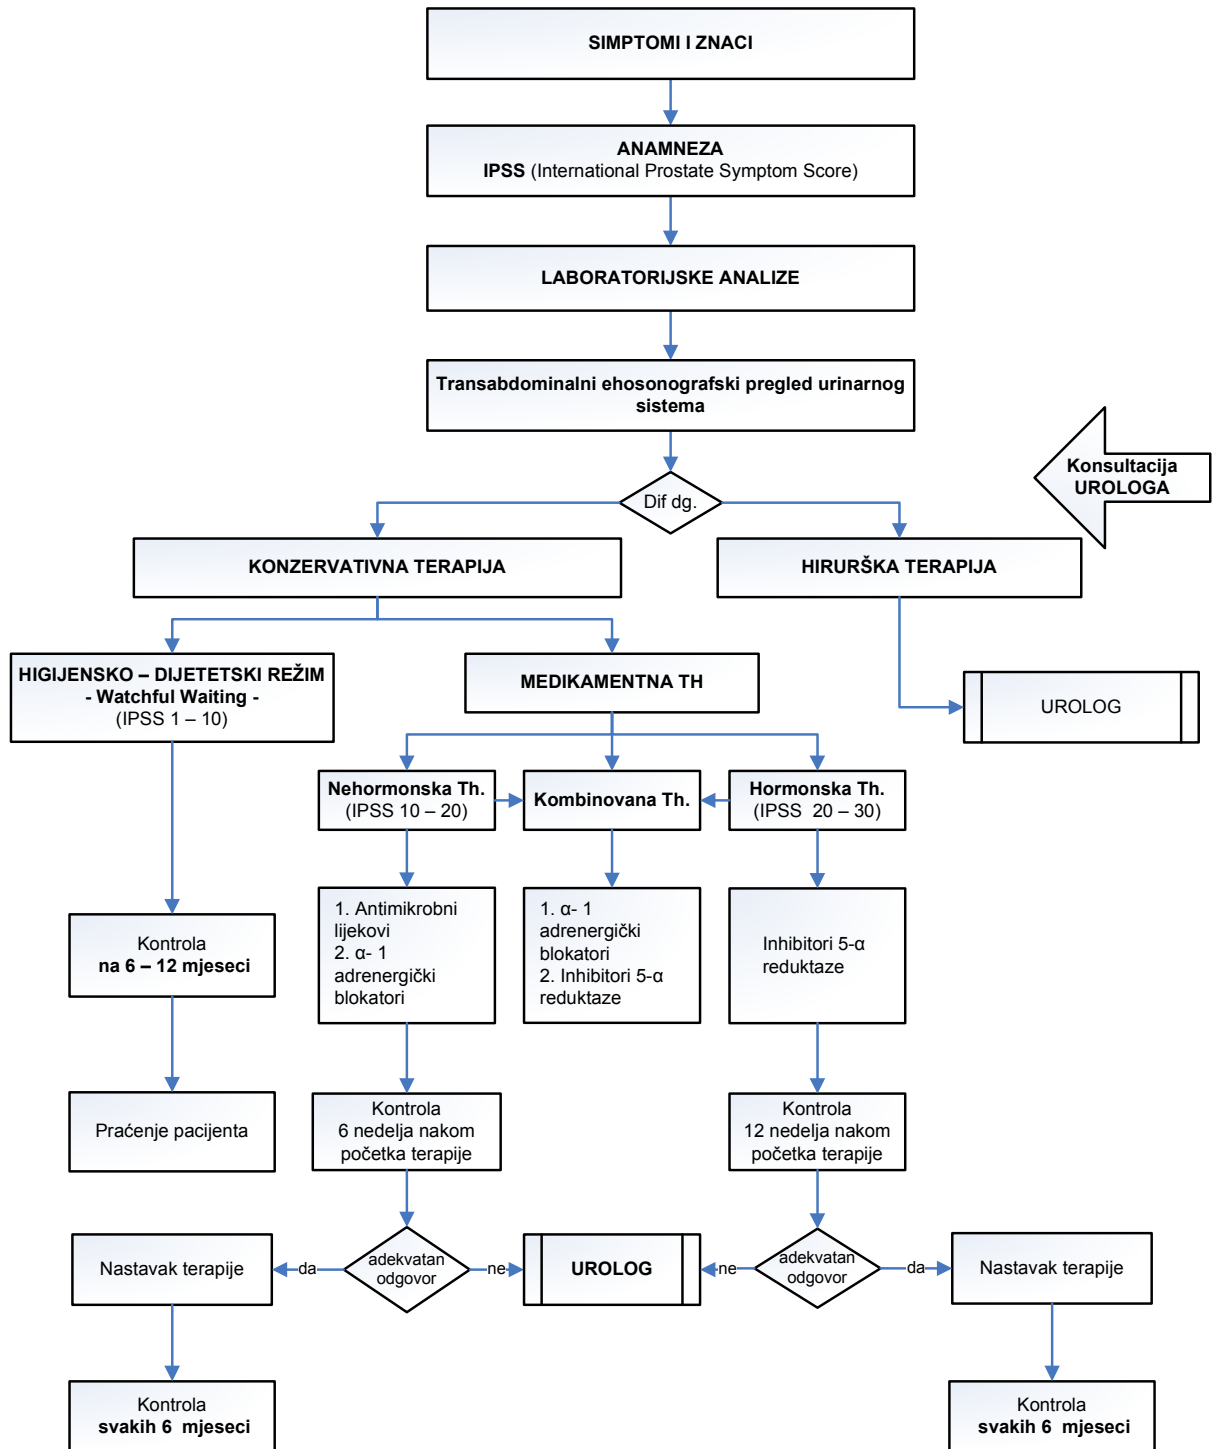 SIMPTOMI I ZNACI
ANAMNEZA
IPSS (International Prostate Symptom Score)
LABORATORIJSKE ANALIZE
Transabdominalni ehosonografski pregled urinarnog
sistema
Konsultacija
UROLOGA
Dif dg.
KONZERVATIVNA TERAPIJA
HIRURŠKA TERAPIJA
HIGIJENSKO – DIJETETSKI REŽIM
- Watchful Waiting -
(IPSS 1 – 10)
MEDIKAMENTNA TH
UROLOG
Nehormonska Th.
(IPSS 10 – 20)
Kombinovana Th.
Hormonska Th.
(IPSS 20 – 30)
Kontrola
na 6 – 12 mjeseci
1. Antimikrobni
lijekovi
2. α- 1
adrenergički
blokatori
1. α- 1
adrenergički
blokatori
2. Inhibitori 5-α
reduktaze
Inhibitori 5-α
reduktaze
Praćenje pacijenta
Kontrola
6 nedelja nakom
početka terapije
Kontrola
12 nedelja nakom
početka terapije
Nastavak terapije
da
adekvatan
odgovor
ne
UROLOG
ne
adekvatan
odgovor
da
Nastavak terapije
Kontrola
svakih 6 mjeseci
Kontrola
svakih 6 mjeseci